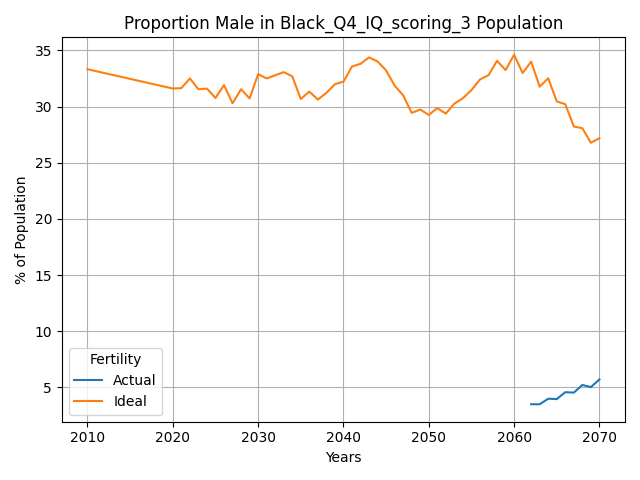 Proportion Male in Black_Q4_IQ_scoring_3 Population
% of Population
35
30
25
20
15
10
5
Fertility
Actual
Ideal
2010 2020 2030 2040 2050 2060 2070
Years